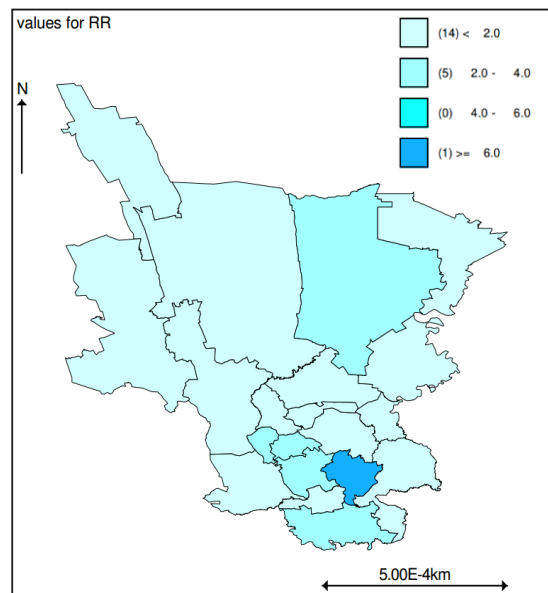 values for RR
(14) < 2.0
(5) 2.0 - 4.0
(0) 4.0 - 6.0
(1) >= 6.0
N
5.00E-4km